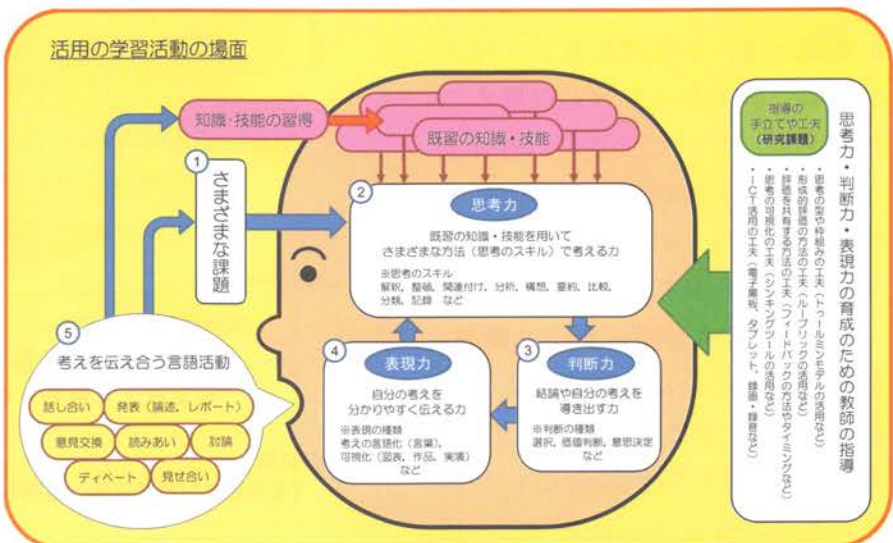 活用の学習活動の場面
知識・技能の習得
既習の知識・技能
①
さまざまな課題
②
思考力
既習の知識・技能を用いて
さまざまな方法（思考のスキル）で考える力
※思考のスキル
解釈，整頓，関連付け，分析，構想，要約，比較，
分類，記録　など
③
判断力
結論や自分の考えを
導き出す力
※判断の種類
選択，価値判断，意思決定
など
④
表現力
自分の考えを
分かりやすく伝える力
※表現の種類
考えの言語化（言葉），
可視化（図表，作品，実演）
など
⑤
考えを伝え合う言語活動
話し合い
発表（論述，レポート）
意見交換
読みあい
討論
ディベート
見せ合い
思考力・判断力・表現力の育成のための教師の指導
指導の
手立てや工夫
（研究課題）
・思考の型や枠組みの工夫（トゥールミンモデルの活用など）
・形成的評価の方法の工夫（ルーブリックの活用など）
・評価を共有する方法の工夫（フィードバックの方法やタイミングなど）
・思考の可視化の工夫（シンキングツールの活用など）
・ICT活用の工夫（電子黒板，タブレット，録画・録音など）